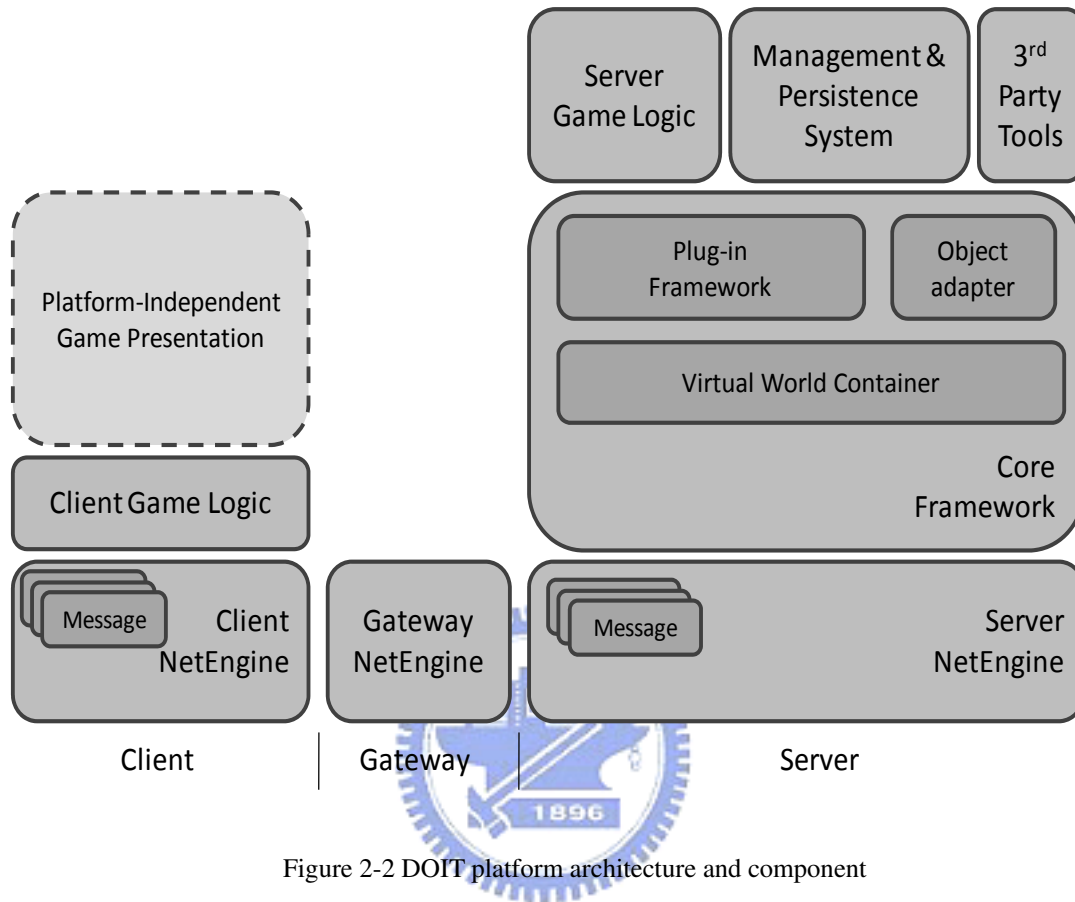 Server
Game Logic
Management &
Persistence
System
3rd
Party
Tools
Platform-Independent
Game Presentation
Plug-in
Framework
Object
adapter
Virtual World Container
Core
Framework
Client Game Logic
Message
Client
NetEngine
Gateway
NetEngine
Message
Server
NetEngine
Client
Gateway
Server
1896
Figure 2-2 DOIT platform architecture and component